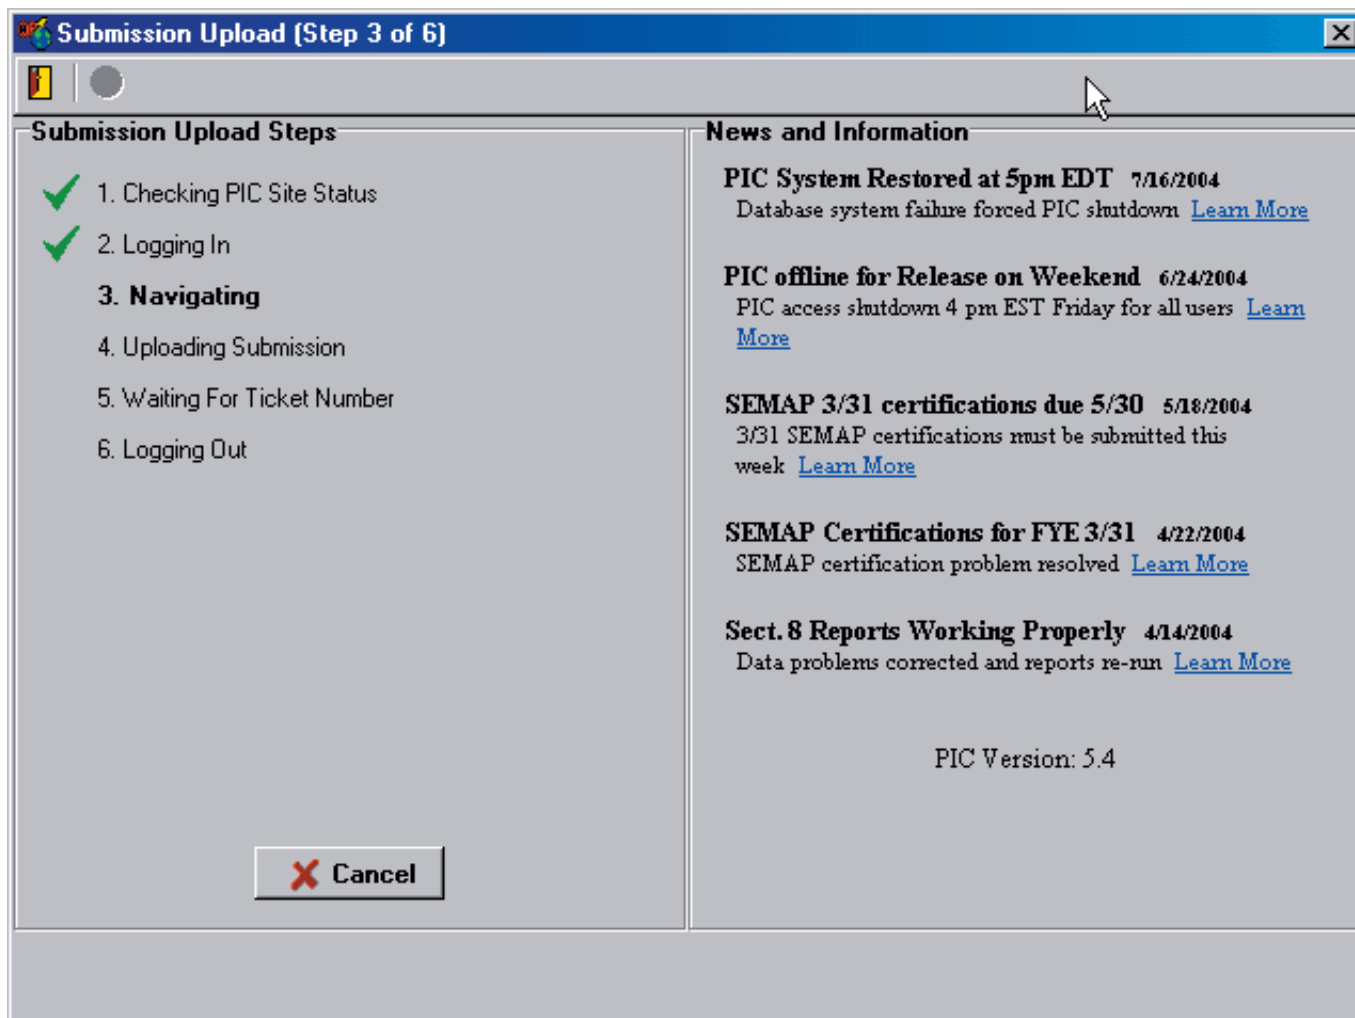 Submission Upload (Step 3 of 6)
Submission Upload Steps
1. Checking PIC Site Status
2. Logging In
3. Navigating
4. Uploading Submission
5. Waiting For Ticket Number
6. Logging Out
Cancel
News and Information
PIC System Restored at 5pm EDT 7/16/2004
Database system failure forced PIC shutdown Learn More
PIC offline for Release on Weekend 6/24/2004
PIC access shutdown 4 pm EST Friday for all users Learn
More
SEMAP 3/31 certifications due 5/30 5/18/2004
3/31 SEMAP certifications must be submitted this
week Learn More
SEMAP Certifications for FYE 3/31 4/22/2004
SEMAP certification problem resolved Learn More
Sect. 8 Reports Working Properly 4/14/2004
Data problems corrected and reports re-run Learn More
PIC Version: 5.4